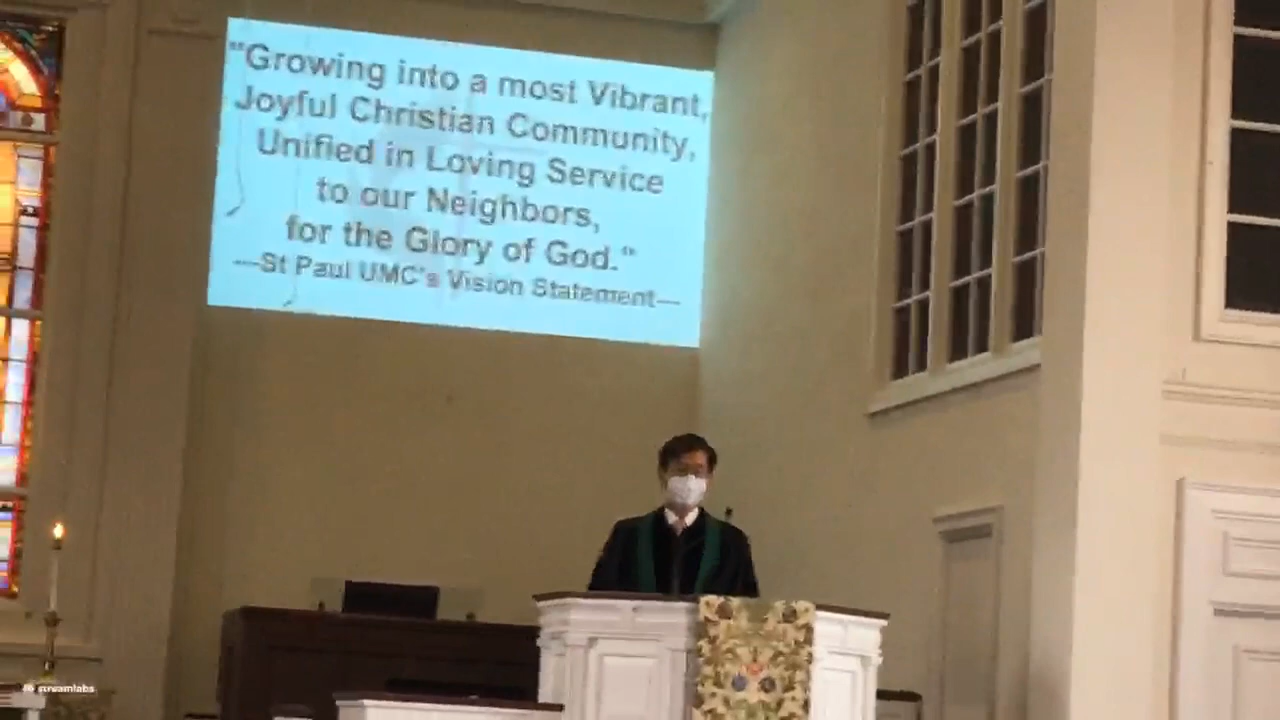 "Growing into a most Vibrant,
Joyful Christian Community,
Unified in Loving Service
to our Neighbors,
for the Glory of God."
---St Paul UMC's Vision Statement---
streamlabs